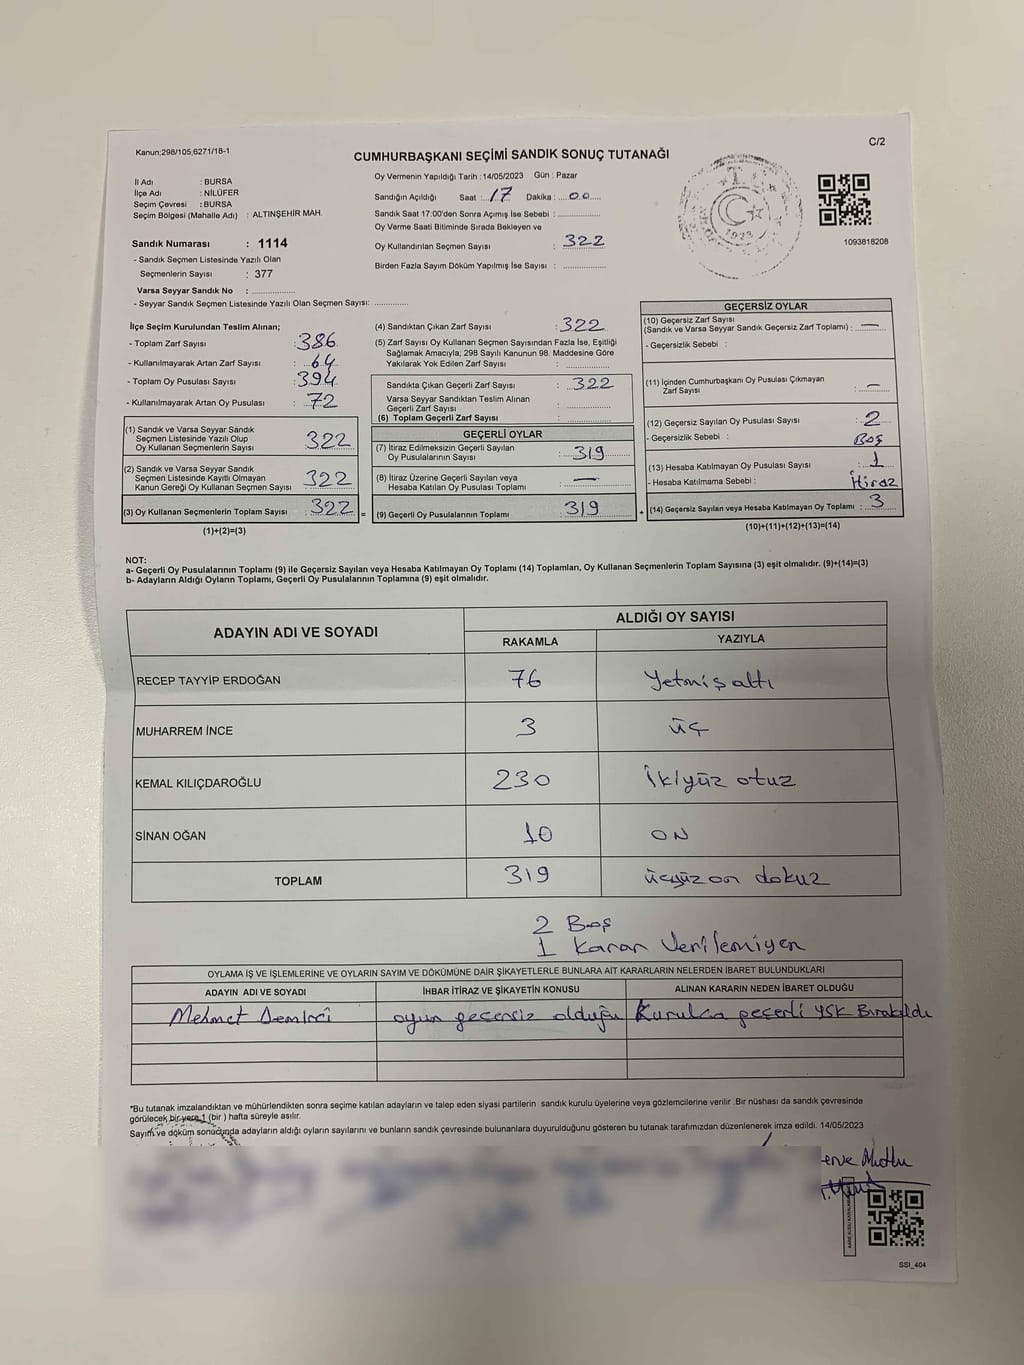 Kanun;298/105,6271/18-1
C/2
CUMHURBAŞKANI SEÇİMİ SANDIK SONUÇ TUTANAĞI
İl Adı : BURSA
İlçe Adı : NİLÜFER
Seçim Çevresi : BURSA
Seçim Bölgesi (Mahalle Adı) : ALTINŞEHİR MAH.
Sandık Numarası : 1114
- Sandık Seçmen Listesinde Yazılı Olan
Seçmenlerin Sayısı : 377
Varsa Seyyar Sandık No : ..............
- Seyyar Sandık Seçmen Listesinde Yazılı Olan Seçmen Sayısı: ............
Oy Vermenin Yapıldığı Tarih :14/05/2023 Gün : Pazar
Sandığın Açıldığı Saat : 17 Dakika : 00
Sandık Saat 17:00'den Sonra Açımış İse Sebebi : ..............
Oy Verme Saati Bitiminde Sırada Bekleyen ve
Oy Kullandırılan Seçmen Sayısı : 322
Birden Fazla Sayım Döküm Yapılmış İse Sayısı : ..............
1923
1093818208
İlçe Seçim Kurulundan Teslim Alınan;
- Toplam Zarf Sayısı : 386
- Kullanılmayarak Artan Zarf Sayısı : 64
- Toplam Oy Pusulası Sayısı : 394
- Kullanılmayarak Artan Oy Pusulası : 72
(1) Sandık ve Varsa Seyyar Sandık
Seçmen Listesinde Yazılı Olup
Oy Kullanan Seçmenlerin Sayısı 322
(2) Sandık ve Varsa Seyyar Sandık
Seçmen Listesinde Kayıtlı Olmayan
Kanun Gereği Oy Kullanan Seçmen Sayısı 322
(3) Oy Kullanan Seçmenlerin Toplam Sayısı : 322 =
(1)+(2)=(3)
(4) Sandıktan Çıkan Zarf Sayısı : 322
(5) Zarf Sayısı Oy Kullanan Seçmen Sayısından Fazla İse, Eşitliği
Sağlamak Amacıyla; 298 Sayılı Kanunun 98. Maddesine Göre
Yakılarak Yok Edilen Zarf Sayısı : ..............
Sandıkta Çıkan Geçerli Zarf Sayısı : 322
Varsa Seyyar Sandıktan Teslim Alınan
Geçerli Zarf Sayısı : ..............
(6) Toplam Geçerli Zarf Sayısı : ..............
GEÇERLİ OYLAR
(7) İtiraz Edilmeksizin Geçerli Sayılan
Oy Pusulalarının Sayısı : 319
(8) İtiraz Üzerine Geçerli Sayılan veya
Hesaba Katılan Oy Pusulaları Toplamı : —
(9) Geçerli Oy Pusulalarının Toplamı : 319 +
GEÇERSİZ OYLAR
(10) Geçersiz Zarf Sayısı
(Sandık ve Varsa Seyyar Sandık Geçersiz Zarf Toplamı) : —
- Geçersizlik Sebebi :
(11) İçinden Cumhurbaşkanı Oy Pusulası Çıkmayan
Zarf Sayısı : —
(12) Geçersiz Sayılan Oy Pusulası Sayısı : 2
- Geçersizlik Sebebi : Boş
(13) Hesaba Katılmayan Oy Pusulası Sayısı : 1
- Hesaba Katılmama Sebebi : İtiraz
(14) Geçersiz Sayılan veya Hesaba Katılmayan Oy Toplamı : 3
(10)+(11)+(12)+(13)=(14)
NOT:
a- Geçerli Oy Pusulalarının Toplamı (9) ile Geçersiz Sayılan veya Hesaba Katılmayan Oy Toplamı (14) Toplamları, Oy Kullanan Seçmenlerin Toplam Sayısına (3) eşit olmalıdır. (9)+(14)=(3)
b- Adayların Aldığı Oyların Toplamı, Geçerli Oy Pusulalarının Toplamına (9) eşit olmalıdır.
ADAYIN ADI VE SOYADI ALDIĞI OY SAYISI
RAKAMLA YAZIYLA
RECEP TAYYİP ERDOĞAN 76 Yetmiş altı
MUHARREM İNCE 3 üç
KEMAL KILIÇDAROĞLU 230 İkiyüz otuz
SİNAN OĞAN 10 ON
TOPLAM 319 üçyüz on dokuz
2 Boş
1 Karar Verilemiyen
OYLAMA İŞ VE İŞLEMLERİNE VE OYLARIN SAYIM VE DÖKÜMÜNE DAİR ŞİKAYETLERLE BUNLARA AİT KARARLARIN NELERDEN İBARET BULUNDUKLARI
ADAYIN ADI VE SOYADI İHBAR İTİRAZ VE ŞİKAYETİN KONUSU ALINAN KARARIN NEDEN İBARET OLDUĞU
Mehmet Demirci oyun geçersiz olduğu Kurulca geçerli YSK Bırakıldı
*Bu tutanak imzalandıktan ve mühürlendikten sonra seçime katılan adayların ve talep eden siyasi partilerin sandık kurulu üyelerine veya gözlemcilerine verilir .Bir nüshası da sandık çevresinde
görülecek bir yere 1 (bir ) hafta süreyle asılır.
Sayım ve döküm sonucunda adayların aldığı oyların sayılarını ve bunların sandık çevresinde bulunanlara duyurulduğunu gösteren bu tutanak tarafımızdan düzenlenerek imza edildi. 14/05/2023
erve Mutlu
SSI_404